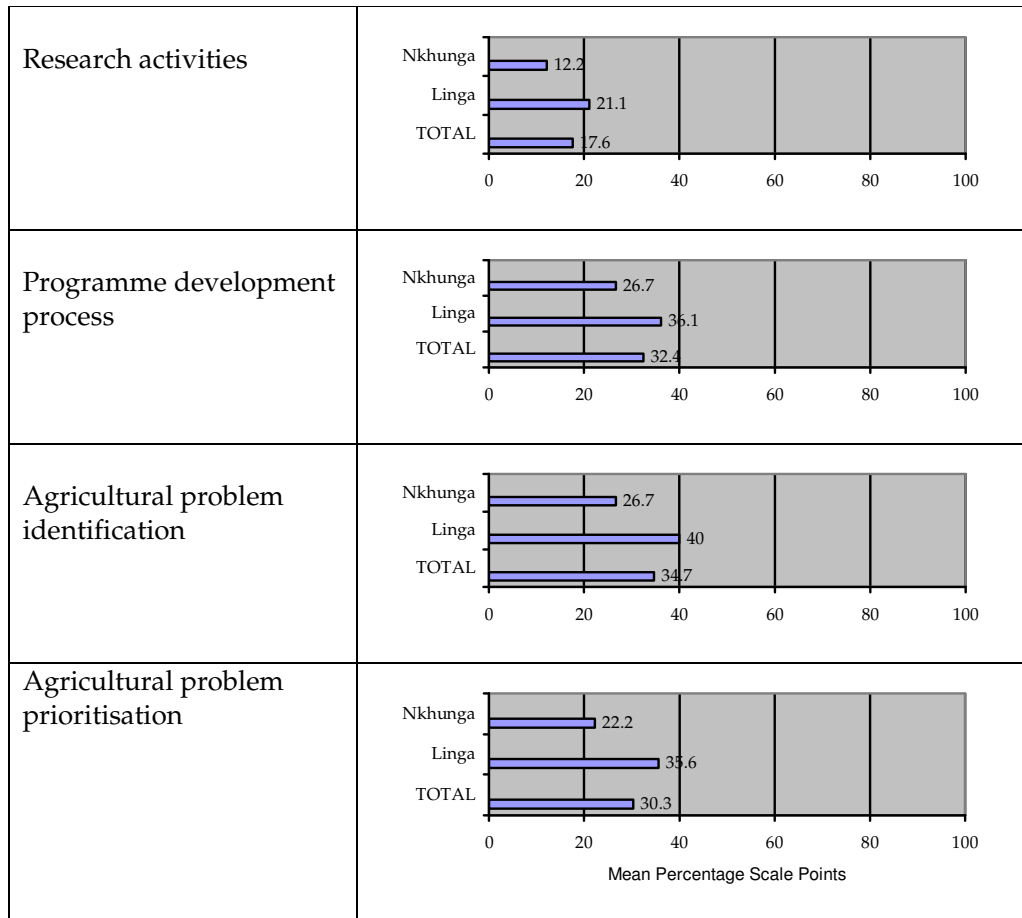 Research activities
Nkhunga
12.2
Linga
21.1
TOTAL
17.6
0 20 40 60 80 100
Programme development
process
Nkhunga
26.7
Linga
36.1
TOTAL
32.4
0 20 40 60 80 100
Agricultural problem
identification
Nkhunga
26.7
Linga
40
TOTAL
34.7
0 20 40 60 80 100
Agricultural problem
prioritisation
Nkhunga
22.2
Linga
35.6
TOTAL
30.3
0 20 40 60 80 100
Mean Percentage Scale Points